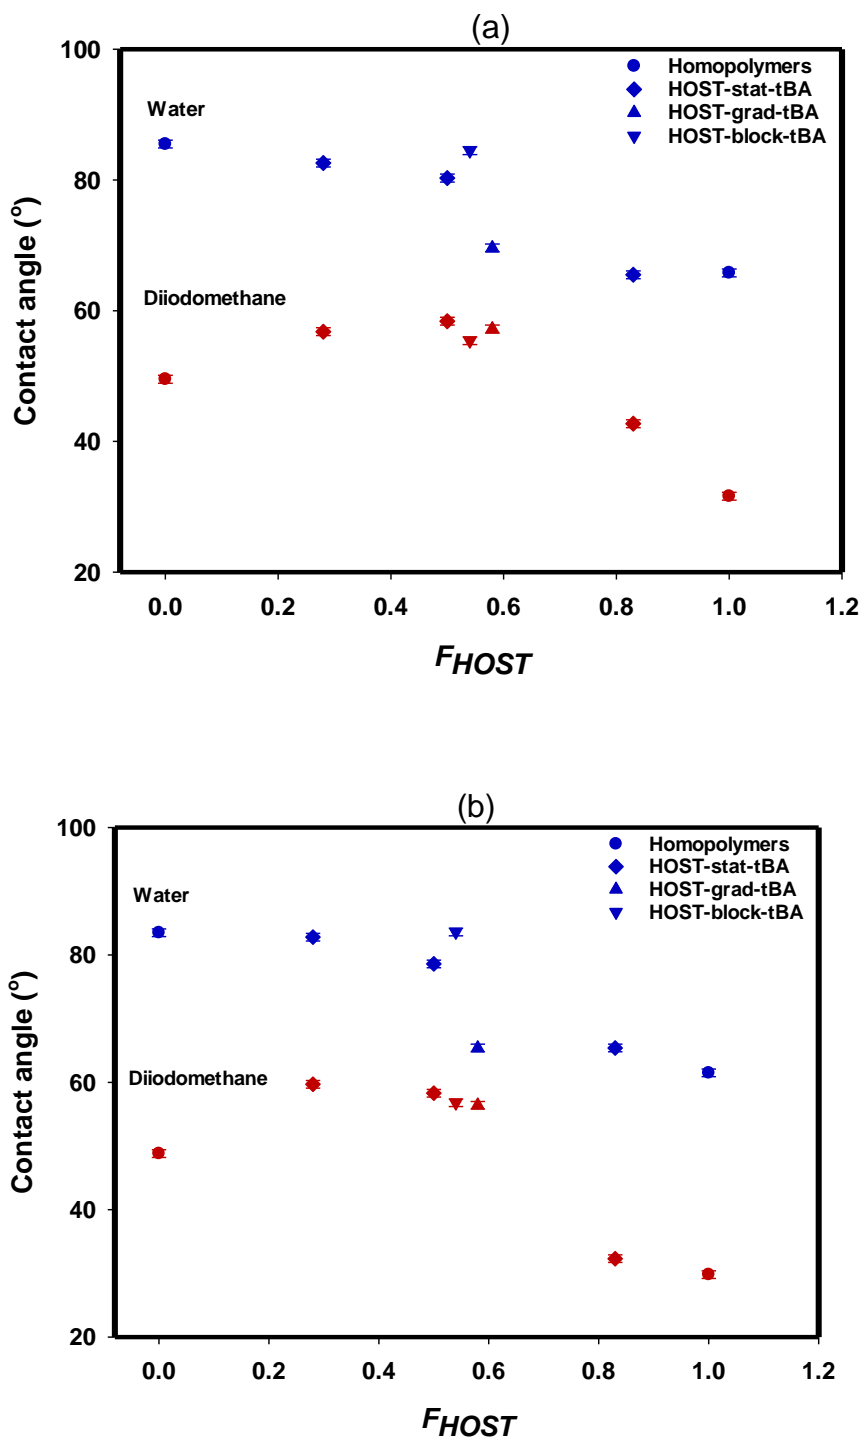 (a)
100
80
60
40
20
Contact angle (o)
Water
Diiodomethane
Homopolymers
HOST-stat-tBA
HOST-grad-tBA
HOST-block-tBA
0.0 0.2 0.4 0.6 0.8 1.0 1.2
FHOST
(b)
100
80
60
40
20
Contact angle (o)
Water
Diiodomethane
Homopolymers
HOST-stat-tBA
HOST-grad-tBA
HOST-block-tBA
0.0 0.2 0.4 0.6 0.8 1.0 1.2
FHOST